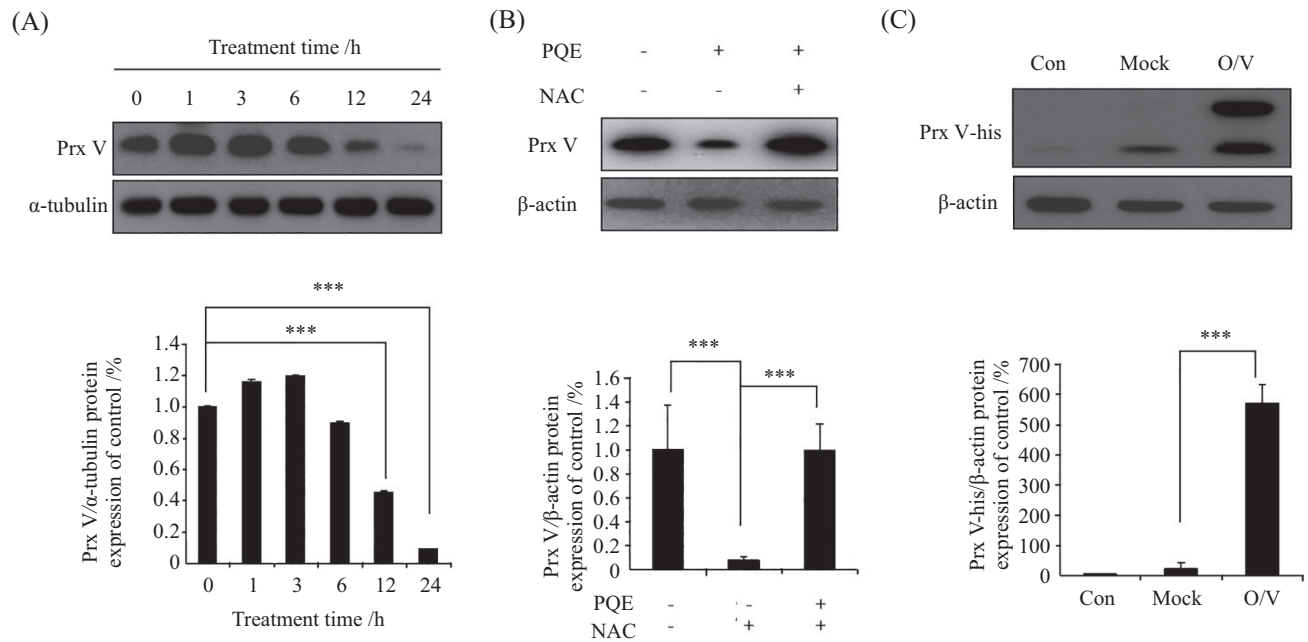 (A)
Treatment time /h
0 1 3 6 12 24
Prx V
α-tubulin
***
***
Prx V/α-tubulin protein
expression of control /%
1.4
1.2
1.0
0.8
0.6
0.4
0.2
0
0 1 3 6 12 24
Treatment time /h
(B)
PQE - + +
NAC - - +
Prx V
β-actin
***
***
Prx V/β-actin protein
expression of control /%
1.6
1.4
1.2
1.0
0.8
0.6
0.4
0.2
0
PQE - - +
NAC - + +
(C)
Con Mock O/V
Prx V-his
β-actin
***
Prx V-his/β-actin protein
expression of control /%
700
600
500
400
300
200
100
0
Con Mock O/V